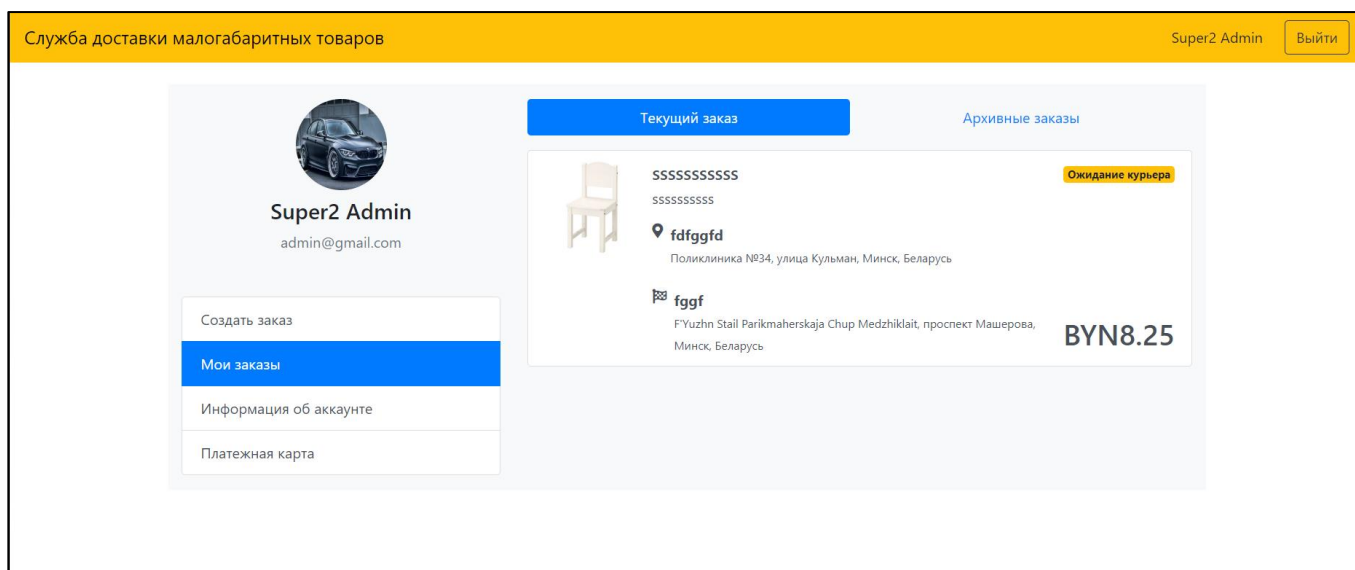 Служба доставки малогабаритных товаров
Super2 Admin
Выйти
Super2 Admin
admin@gmail.com
Создать заказ
Мои заказы
Информация об аккаунте
Платежная карта
Текущий заказ
Архивные заказы
sssssssssss
Ожидание курьера
ssssssssss
fdfggfd
Поликлиника №34, улица Кульман, Минск, Беларусь
fggf
F'Yuzhn Stail Parikmaherskaja Chup Medzhiklait, проспект Машерова,
Минск, Беларусь
BYN8.25